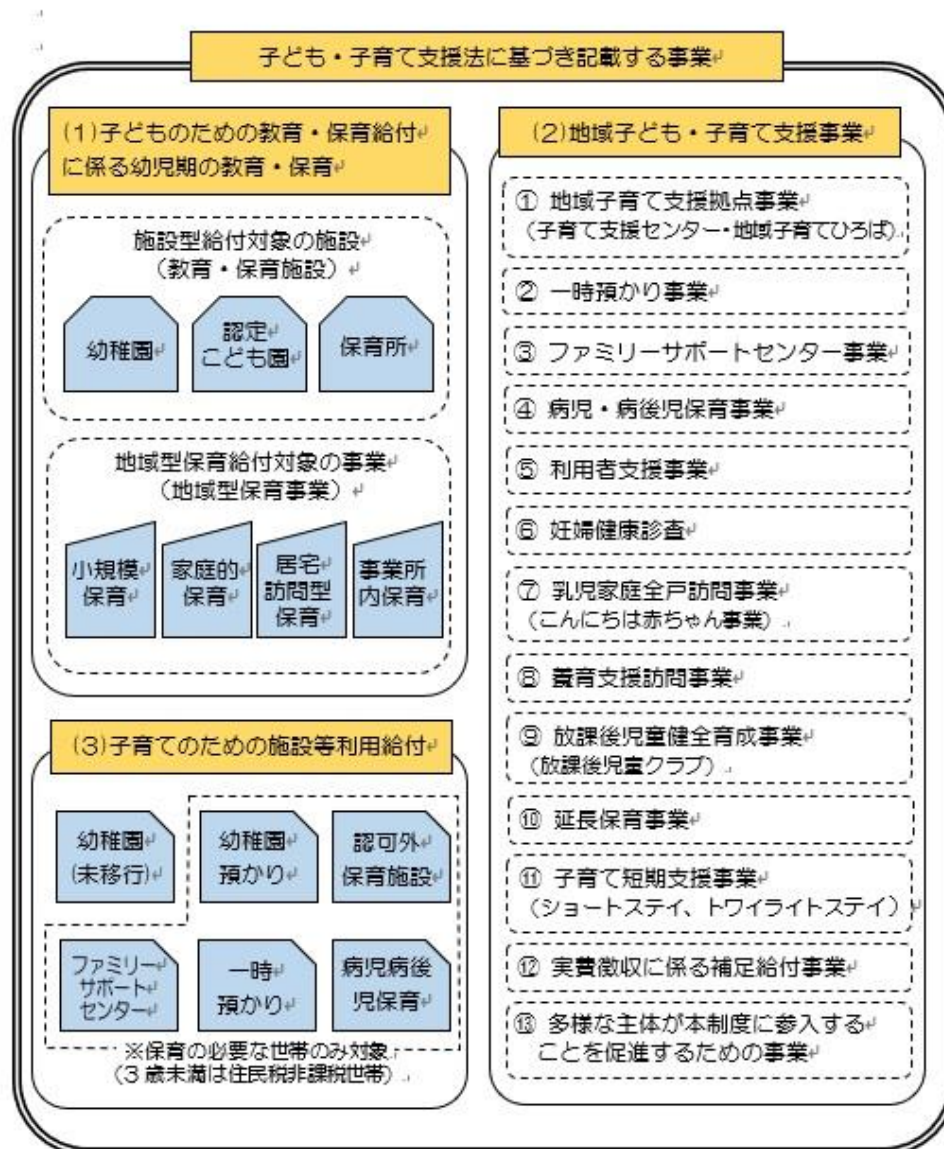 子ども・子育て支援法に基づき記載する事業
(1)子どものための教育・保育給付
に係る幼児期の教育・保育
施設型給付対象の施設
(教育・保育施設)
幼稚園
認定
こども園
保育所
地域型保育給付対象の事業
(地域型保育事業)
小規模
保育
家庭的
保育
居宅
訪問型
保育
事業所
内保育
(3)子育てのための施設等利用給付
幼稚園
(未移行)
幼稚園
預かり
認可外
保育施設
ファミリー
サポート
センター
一時
預かり
病児病後
児保育
※保育の必要な世帯のみ対象
(3歳未満は住民税非課税世帯)
(2)地域子ども・子育て支援事業
① 地域子育て支援拠点事業
(子育て支援センター・地域子育てひろば)
② 一時預かり事業
③ ファミリーサポートセンター事業
④ 病児・病後児保育事業
⑤ 利用者支援事業
⑥ 妊婦健康診査
⑦ 乳児家庭全戸訪問事業
(こんにちは赤ちゃん事業)
⑧ 養育支援訪問事業
⑨ 放課後児童健全育成事業
(放課後児童クラブ)
⑩ 延長保育事業
⑪ 子育て短期支援事業
(ショートステイ、トワイライトステイ)
⑫ 実費徴収に係る補足給付事業
⑬ 多様な主体が本制度に参入する
ことを促進するための事業